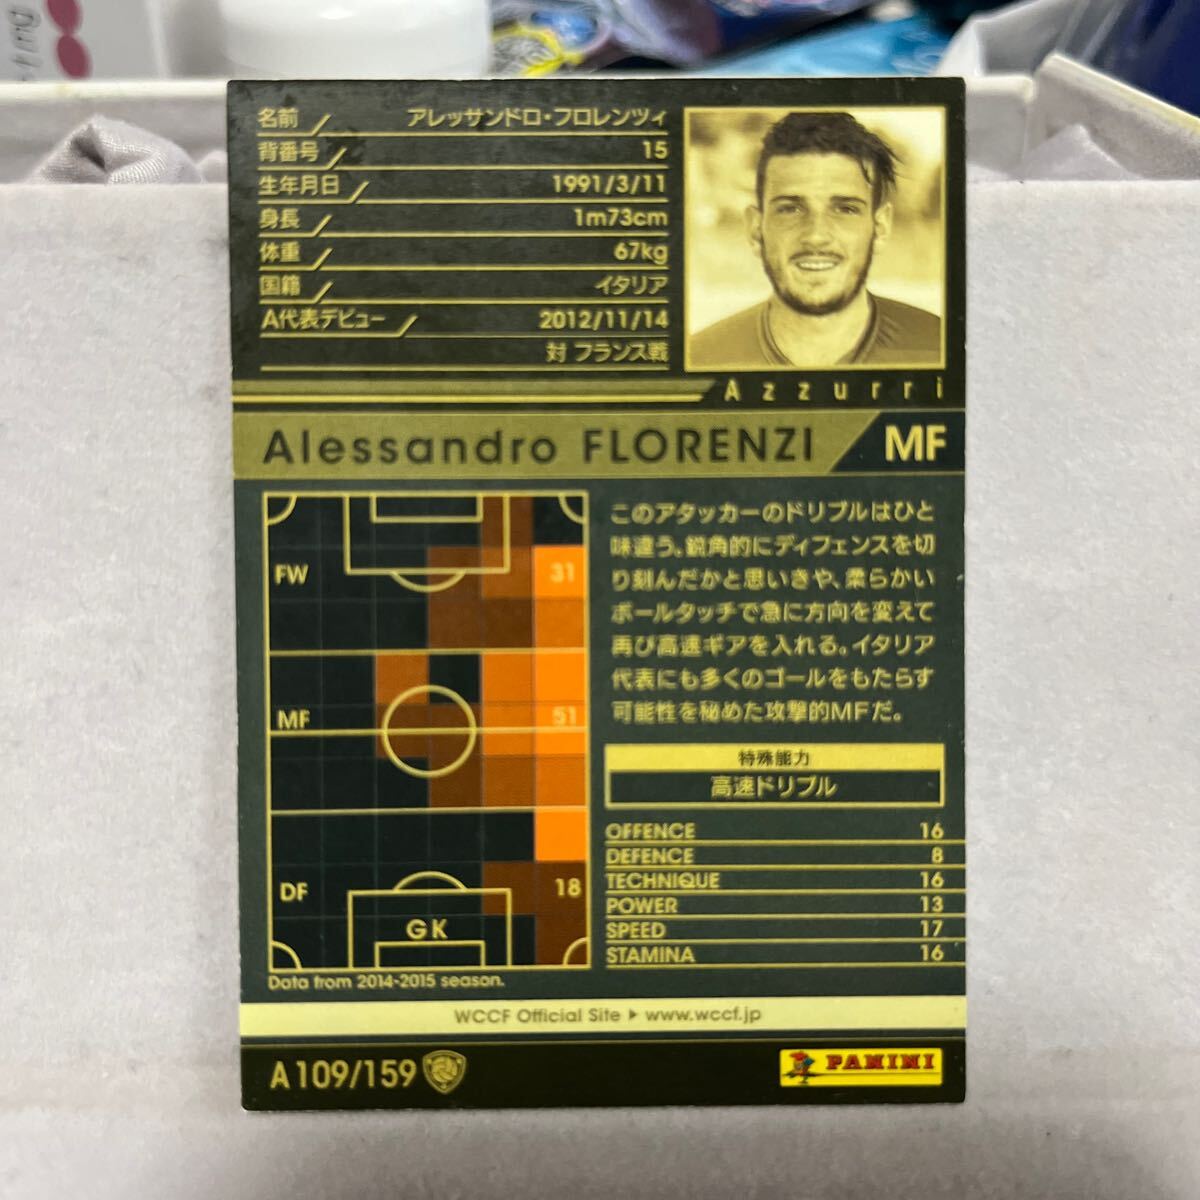 名前 アレッサンドロ・フロレンツィ
背番号 15
生年月日 1991/3/11
身長 1m73cm
体重 67kg
国籍 イタリア
A代表デビュー 2012/11/14
対 フランス戦
Azzurri
Alessandro FLORENZI MF
FW 31
MF 51
DF 18
GK
Data from 2014-2015 season.
このアタッカーのドリブルはひと
味違う。鋭角的にディフェンスを切
り刻んだかと思いきや、柔らかい
ボールタッチで急に方向を変えて
再び高速ギアを入れる。イタリア
代表にも多くのゴールをもたらす
可能性を秘めた攻撃的MFだ。
特殊能力
高速ドリブル
OFFENCE 16
DEFENCE 8
TECHNIQUE 16
POWER 13
SPEED 17
STAMINA 16
WCCF Official Site ▶ www.wccf.jp
A109/159
PANINI